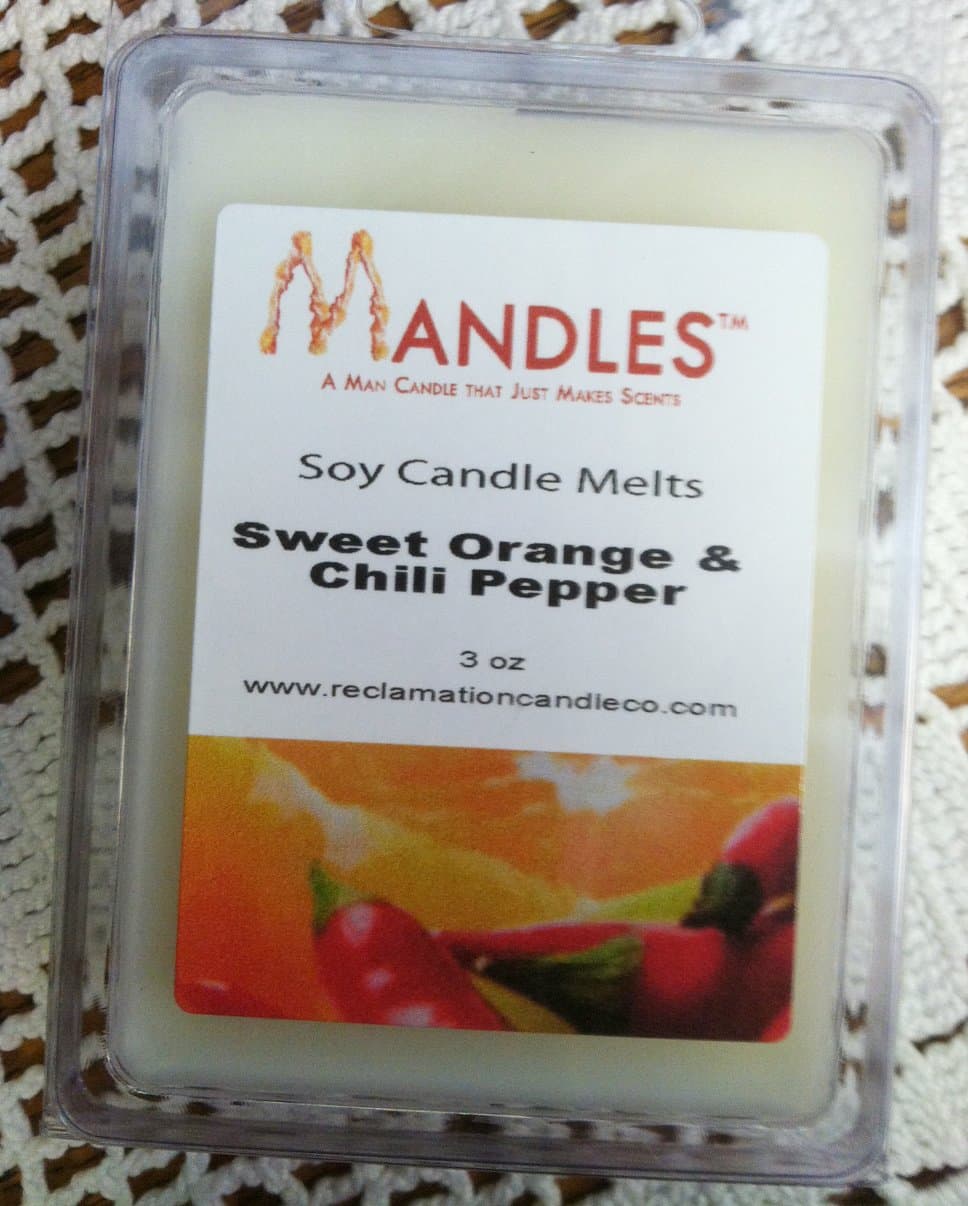 MANDLES™
A MAN CANDLE THAT JUST MAKES SCENTS
Soy Candle Melts
Sweet Orange &
Chili Pepper
3 oz
www.reclamationcandleco.com